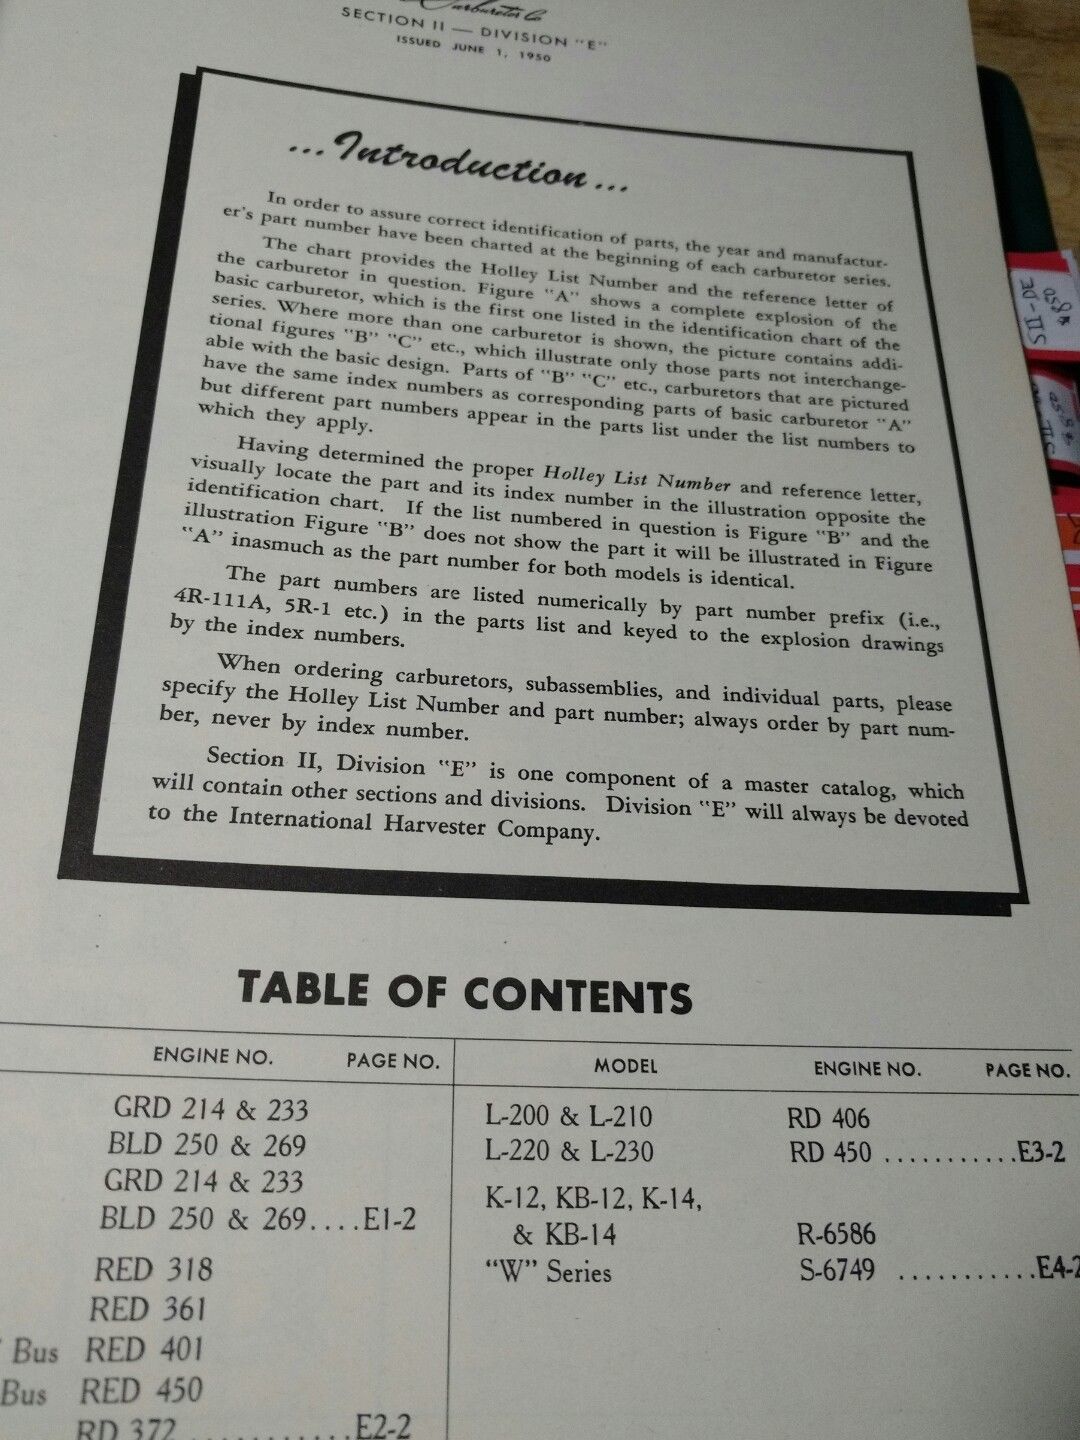 Carburetor Co
SECTION II — DIVISION "E"
ISSUED JUNE 1, 1950
...Introduction...
In order to assure correct identification of parts, the year and manufactur-
er's part number have been charted at the beginning of each carburetor series.
The chart provides the Holley List Number and the reference letter of
the carburetor in question. Figure "A" shows a complete explosion of the
basic carburetor, which is the first one listed in the identification chart of the
series. Where more than one carburetor is shown, the picture contains addi-
tional figures "B" "C" etc., which illustrate only those parts not interchange-
able with the basic design. Parts of "B" "C" etc., carburetors that are pictured
have the same index numbers as corresponding parts of basic carburetor "A"
but different part numbers appear in the parts list under the list numbers to
which they apply.
Having determined the proper Holley List Number and reference letter,
visually locate the part and its index number in the illustration opposite the
identification chart. If the list numbered in question is Figure "B" and the
illustration Figure "B" does not show the part it will be illustrated in Figure
"A" inasmuch as the part number for both models is identical.
The part numbers are listed numerically by part number prefix (i.e.,
4R-111A, 5R-1 etc.) in the parts list and keyed to the explosion drawings
by the index numbers.
When ordering carburetors, subassemblies, and individual parts, please
specify the Holley List Number and part number; always order by part num-
ber, never by index number.
Section II, Division "E" is one component of a master catalog, which
will contain other sections and divisions. Division "E" will always be devoted
to the International Harvester Company.
TABLE OF CONTENTS
ENGINE NO. PAGE NO.
GRD 214 & 233
BLD 250 & 269
GRD 214 & 233
BLD 250 & 269....E1-2
RED 318
RED 361
Bus RED 401
Bus RED 450
RD 372 ...........E2-2
MODEL ENGINE NO. PAGE NO.
L-200 & L-210 RD 406
L-220 & L-230 RD 450 ...........E3-2
K-12, KB-12, K-14,
& KB-14 R-6586
"W" Series S-6749 ...........E4-2